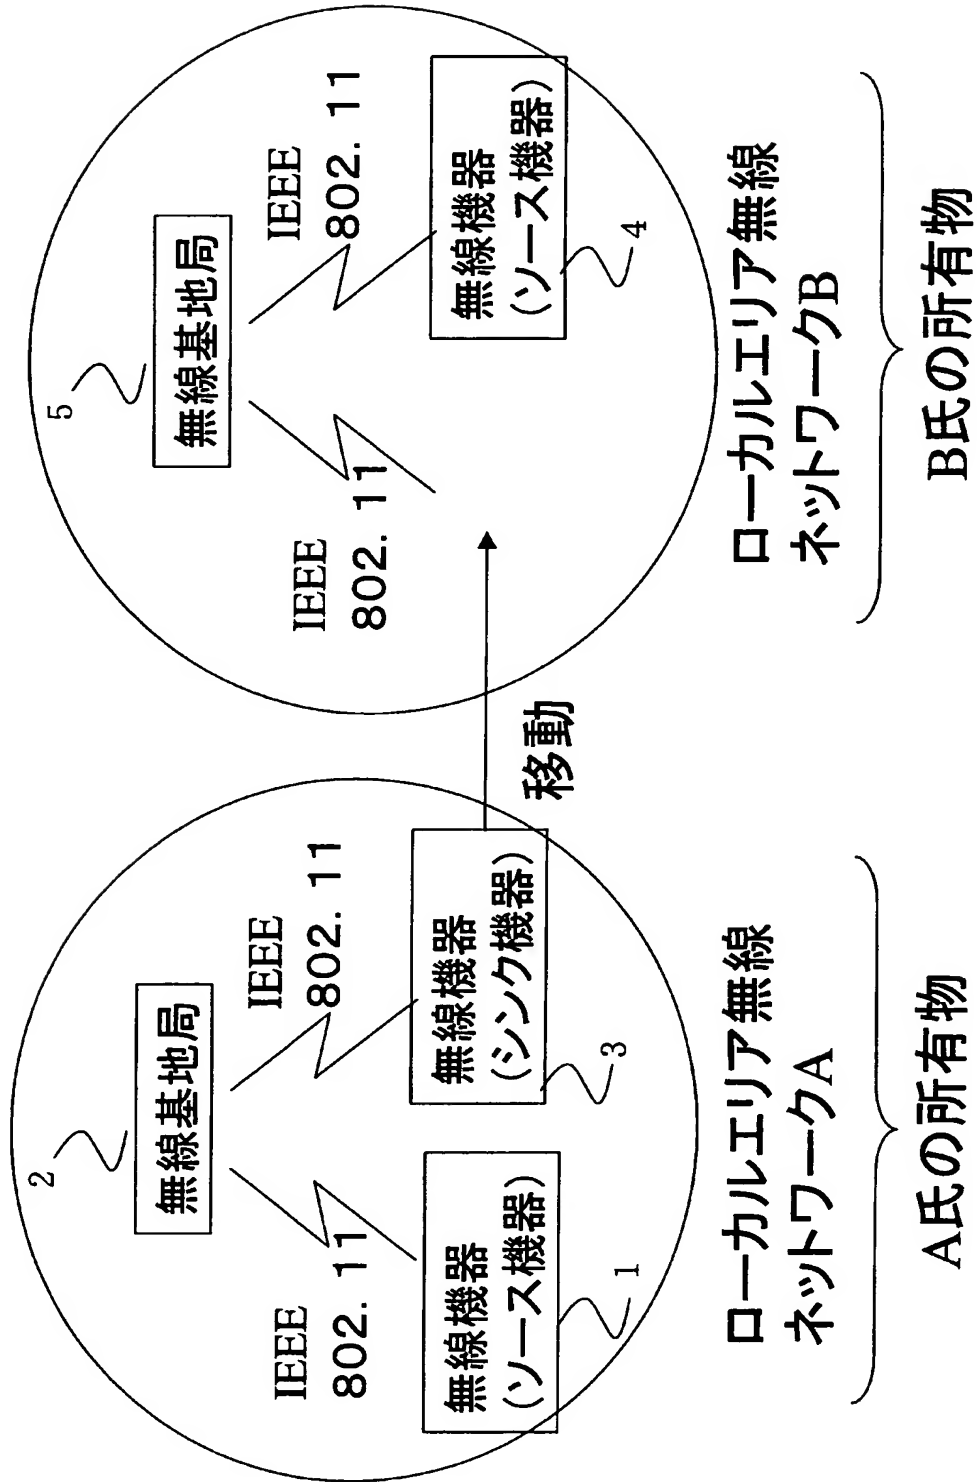 2
無線基地局
IEEE
802. 11
IEEE
802. 11
無線機器
(ソース機器)
1
無線機器
(シンク機器)
3
移動
ローカルエリア無線
ネットワークA
A氏の所有物
5
無線基地局
IEEE
802. 11
IEEE
802. 11
無線機器
(ソース機器)
4
ローカルエリア無線
ネットワークB
B氏の所有物